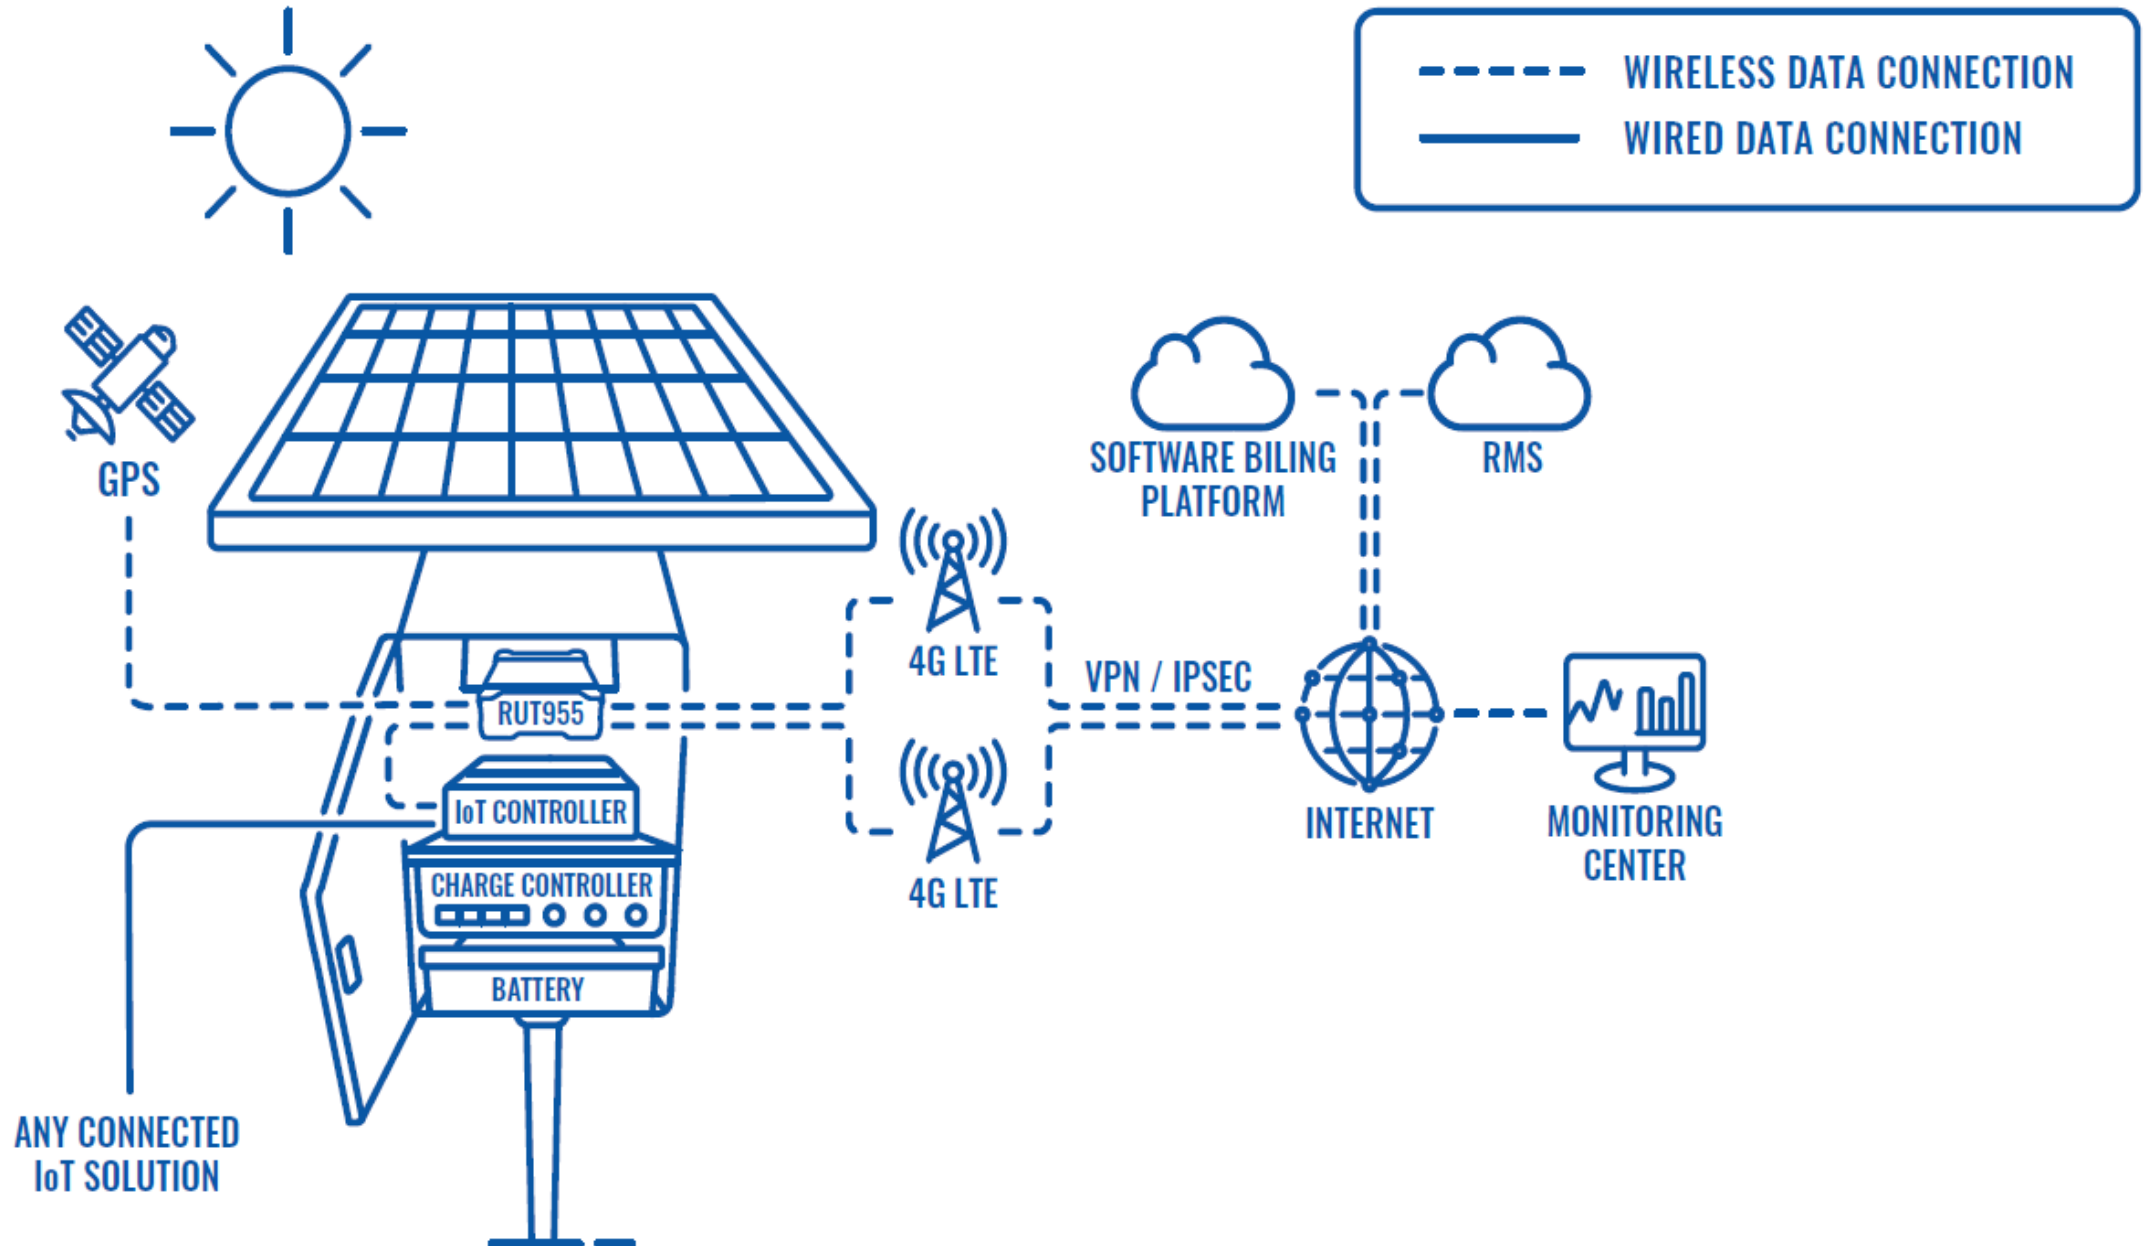 WIRELESS DATA CONNECTION
WIRED DATA CONNECTION
GPS
SOFTWARE BILING
PLATFORM
RMS
4G LTE
VPN / IPSEC
RUT955
IoT CONTROLLER
INTERNET
MONITORING
CENTER
CHARGE CONTROLLER
4G LTE
BATTERY
ANY CONNECTED
IoT SOLUTION